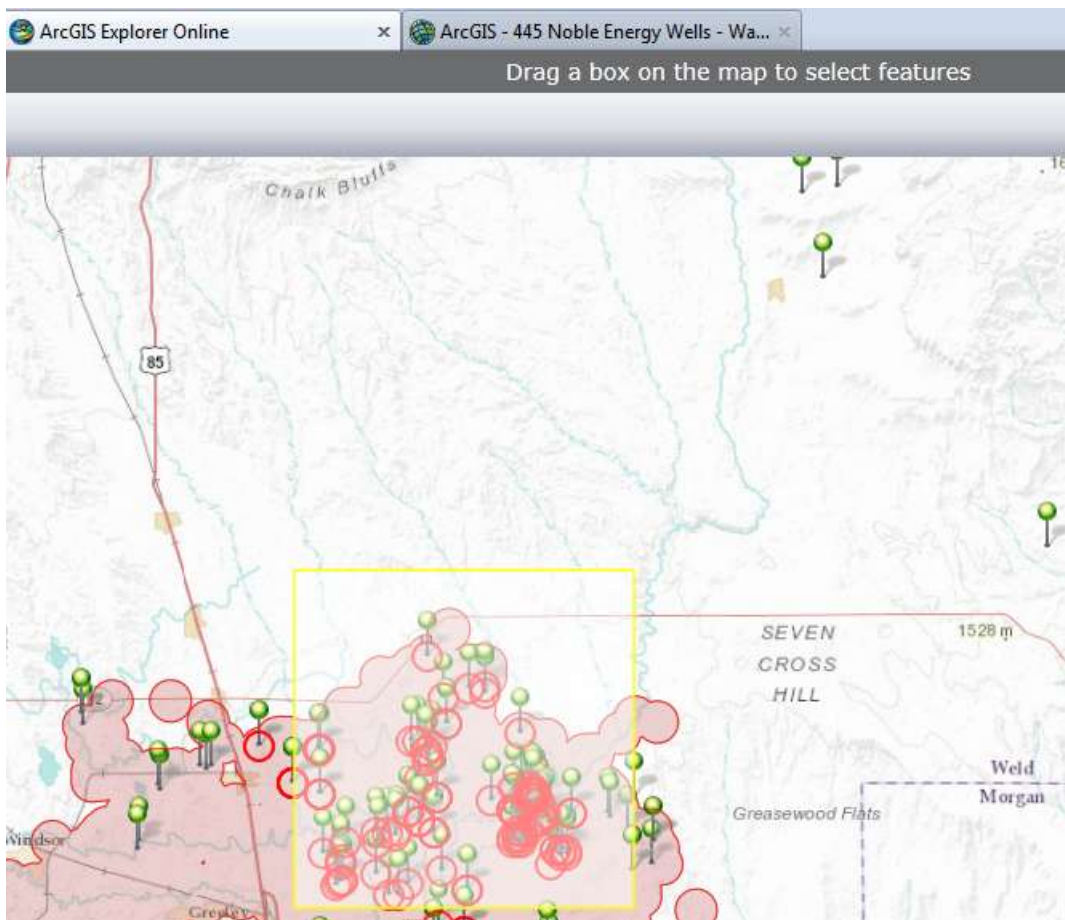 ArcGIS Explorer Online
ArcGIS - 445 Noble Energy Wells - Wa...
Drag a box on the map to select features
Chalk Bluffs
85
SEVEN
CROSS
HILL
1528 m
Weld
Morgan
Greasewood Flats
Windsor
Greeley